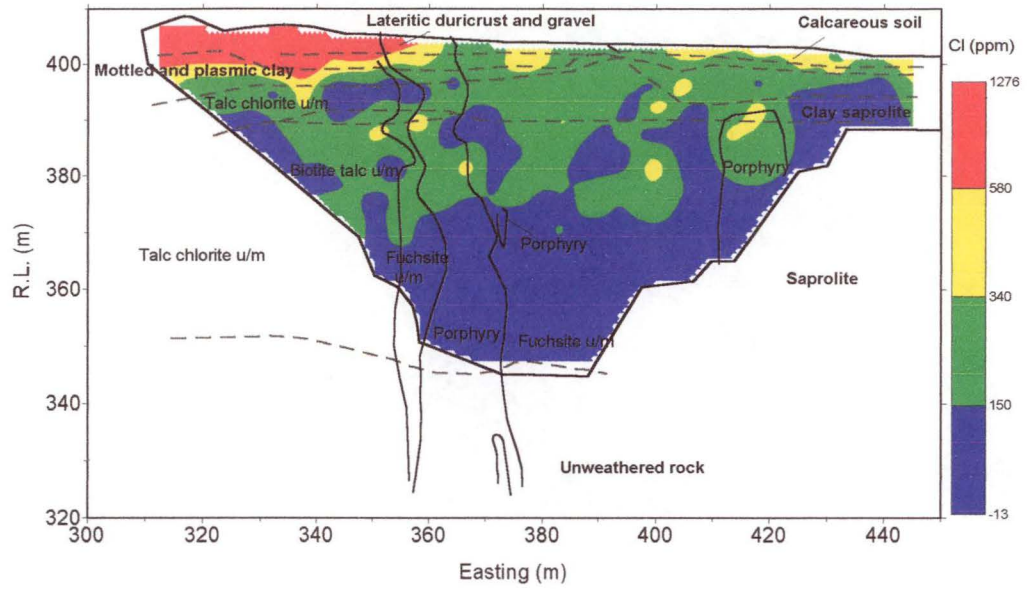 Lateritic duricrust and gravel
Calcareous soil
Cl (ppm)
400
Mottled and plasmic clay
1276
Talc chlorite u/m
Clay saprolite
380
Biotite talc u/m
Porphyry
580
Talc chlorite u/m
Fuchsite
u/m
Porphyry
Saprolite
R.L. (m)
360
340
Porphyry
Fuchsite u/m
340
150
Unweathered rock
320
-13
300
320
340
360
380
400
420
440
Easting (m)